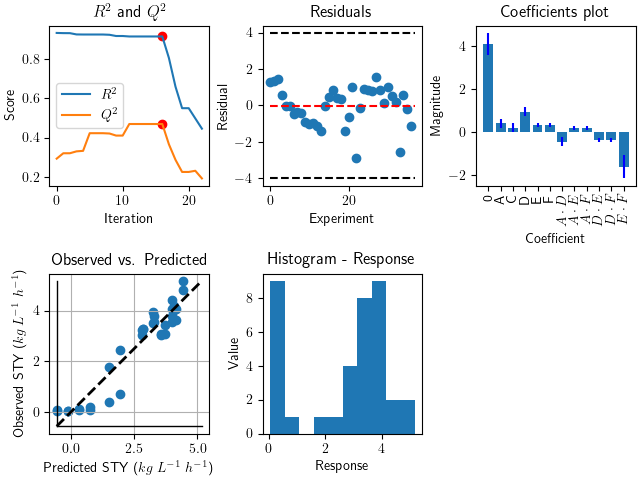 R² and Q²
Score
0.8
0.6
0.4
0.2
R²
Q²
0
10
20
Iteration
Residuals
Residual
4
2
0
−2
−4
0
20
Experiment
Coefficients plot
Magnitude
4
2
0
−2
0
A
C
D
E
F
A · D
A · E
A · F
D · E
D · F
E · F
Coefficient
Observed vs. Predicted
Observed STY (kg L⁻¹ h⁻¹)
4
2
0
0.0
2.5
5.0
Predicted STY (kg L⁻¹ h⁻¹)
Histogram - Response
Value
8
6
4
2
0
0
2
4
Response